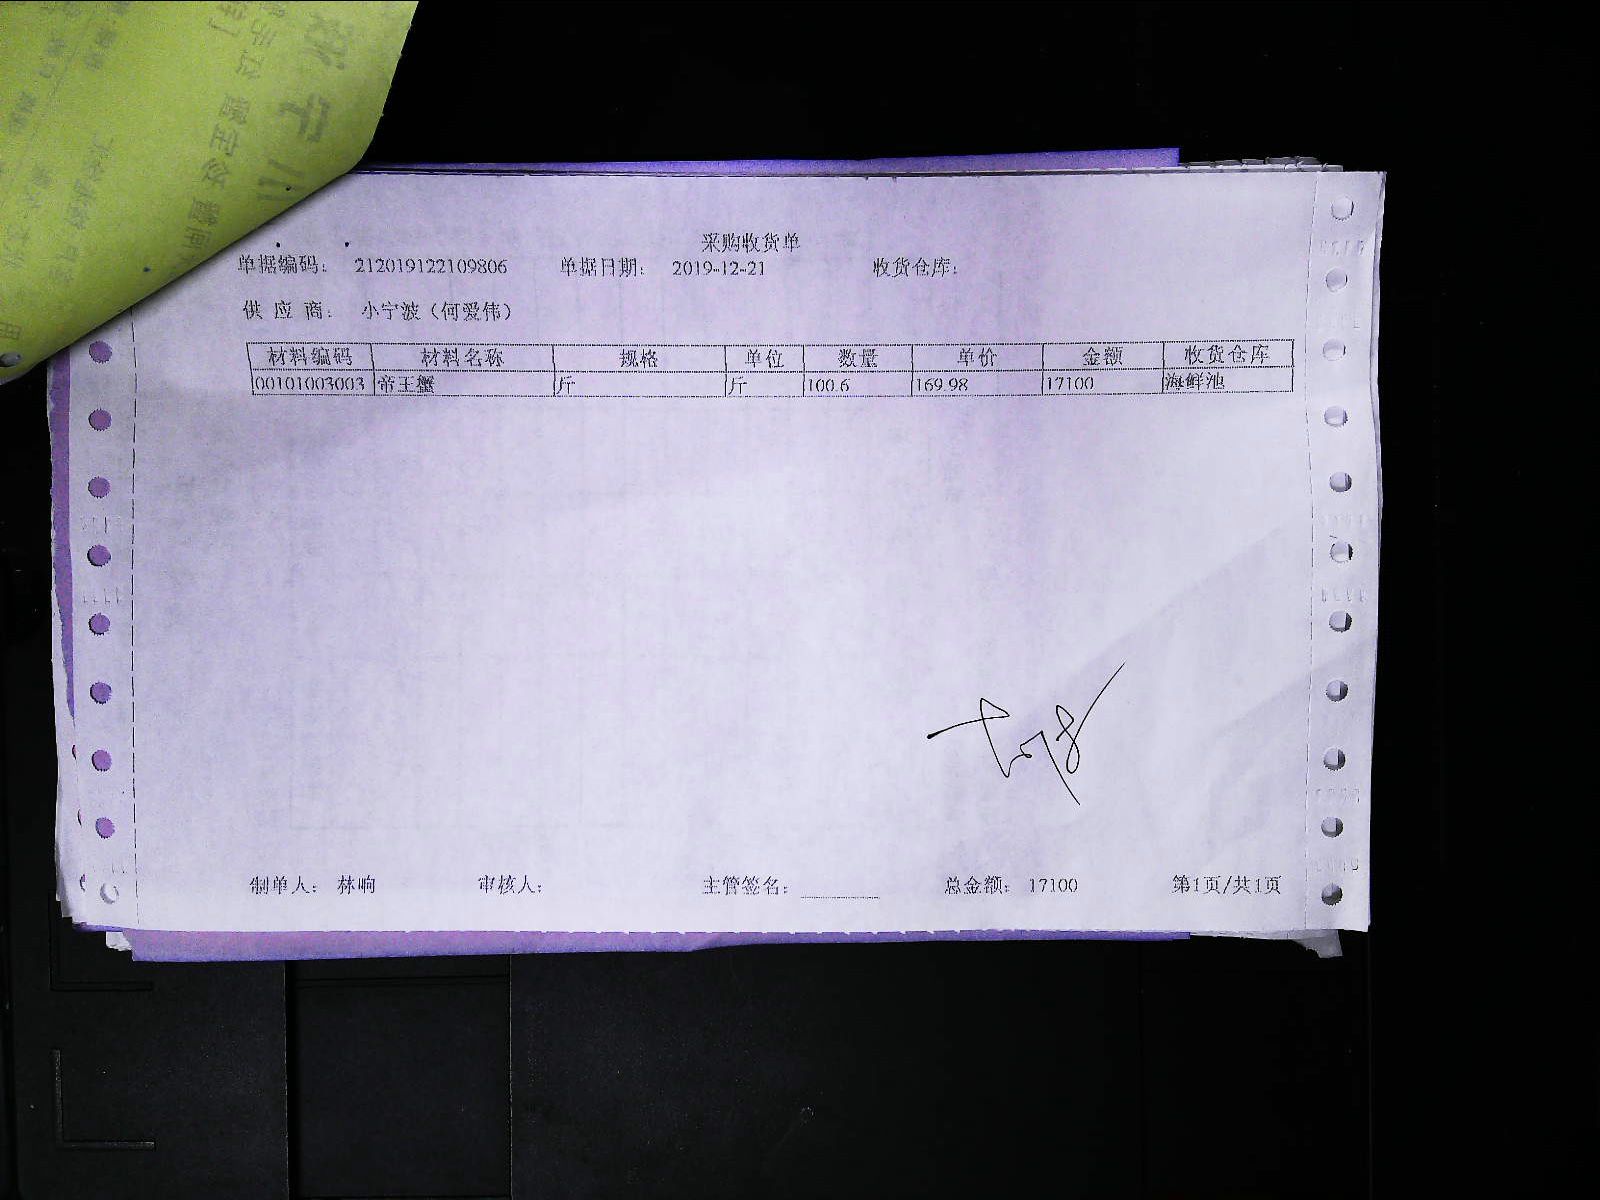 采购收货单
单据编码: 212019122109806 单据日期: 2019-12-21 收货仓库:
供应商: 小宁波(何爱伟)
材料编码 材料名称 规格 单位 数量 单价 金额 收货仓库
00101003003 帝王蟹 斤 斤 100.6 169.98 17100 海鲜池
制单人: 林响 审核人: 主管签名: 总金额: 17100 第1页/共1页